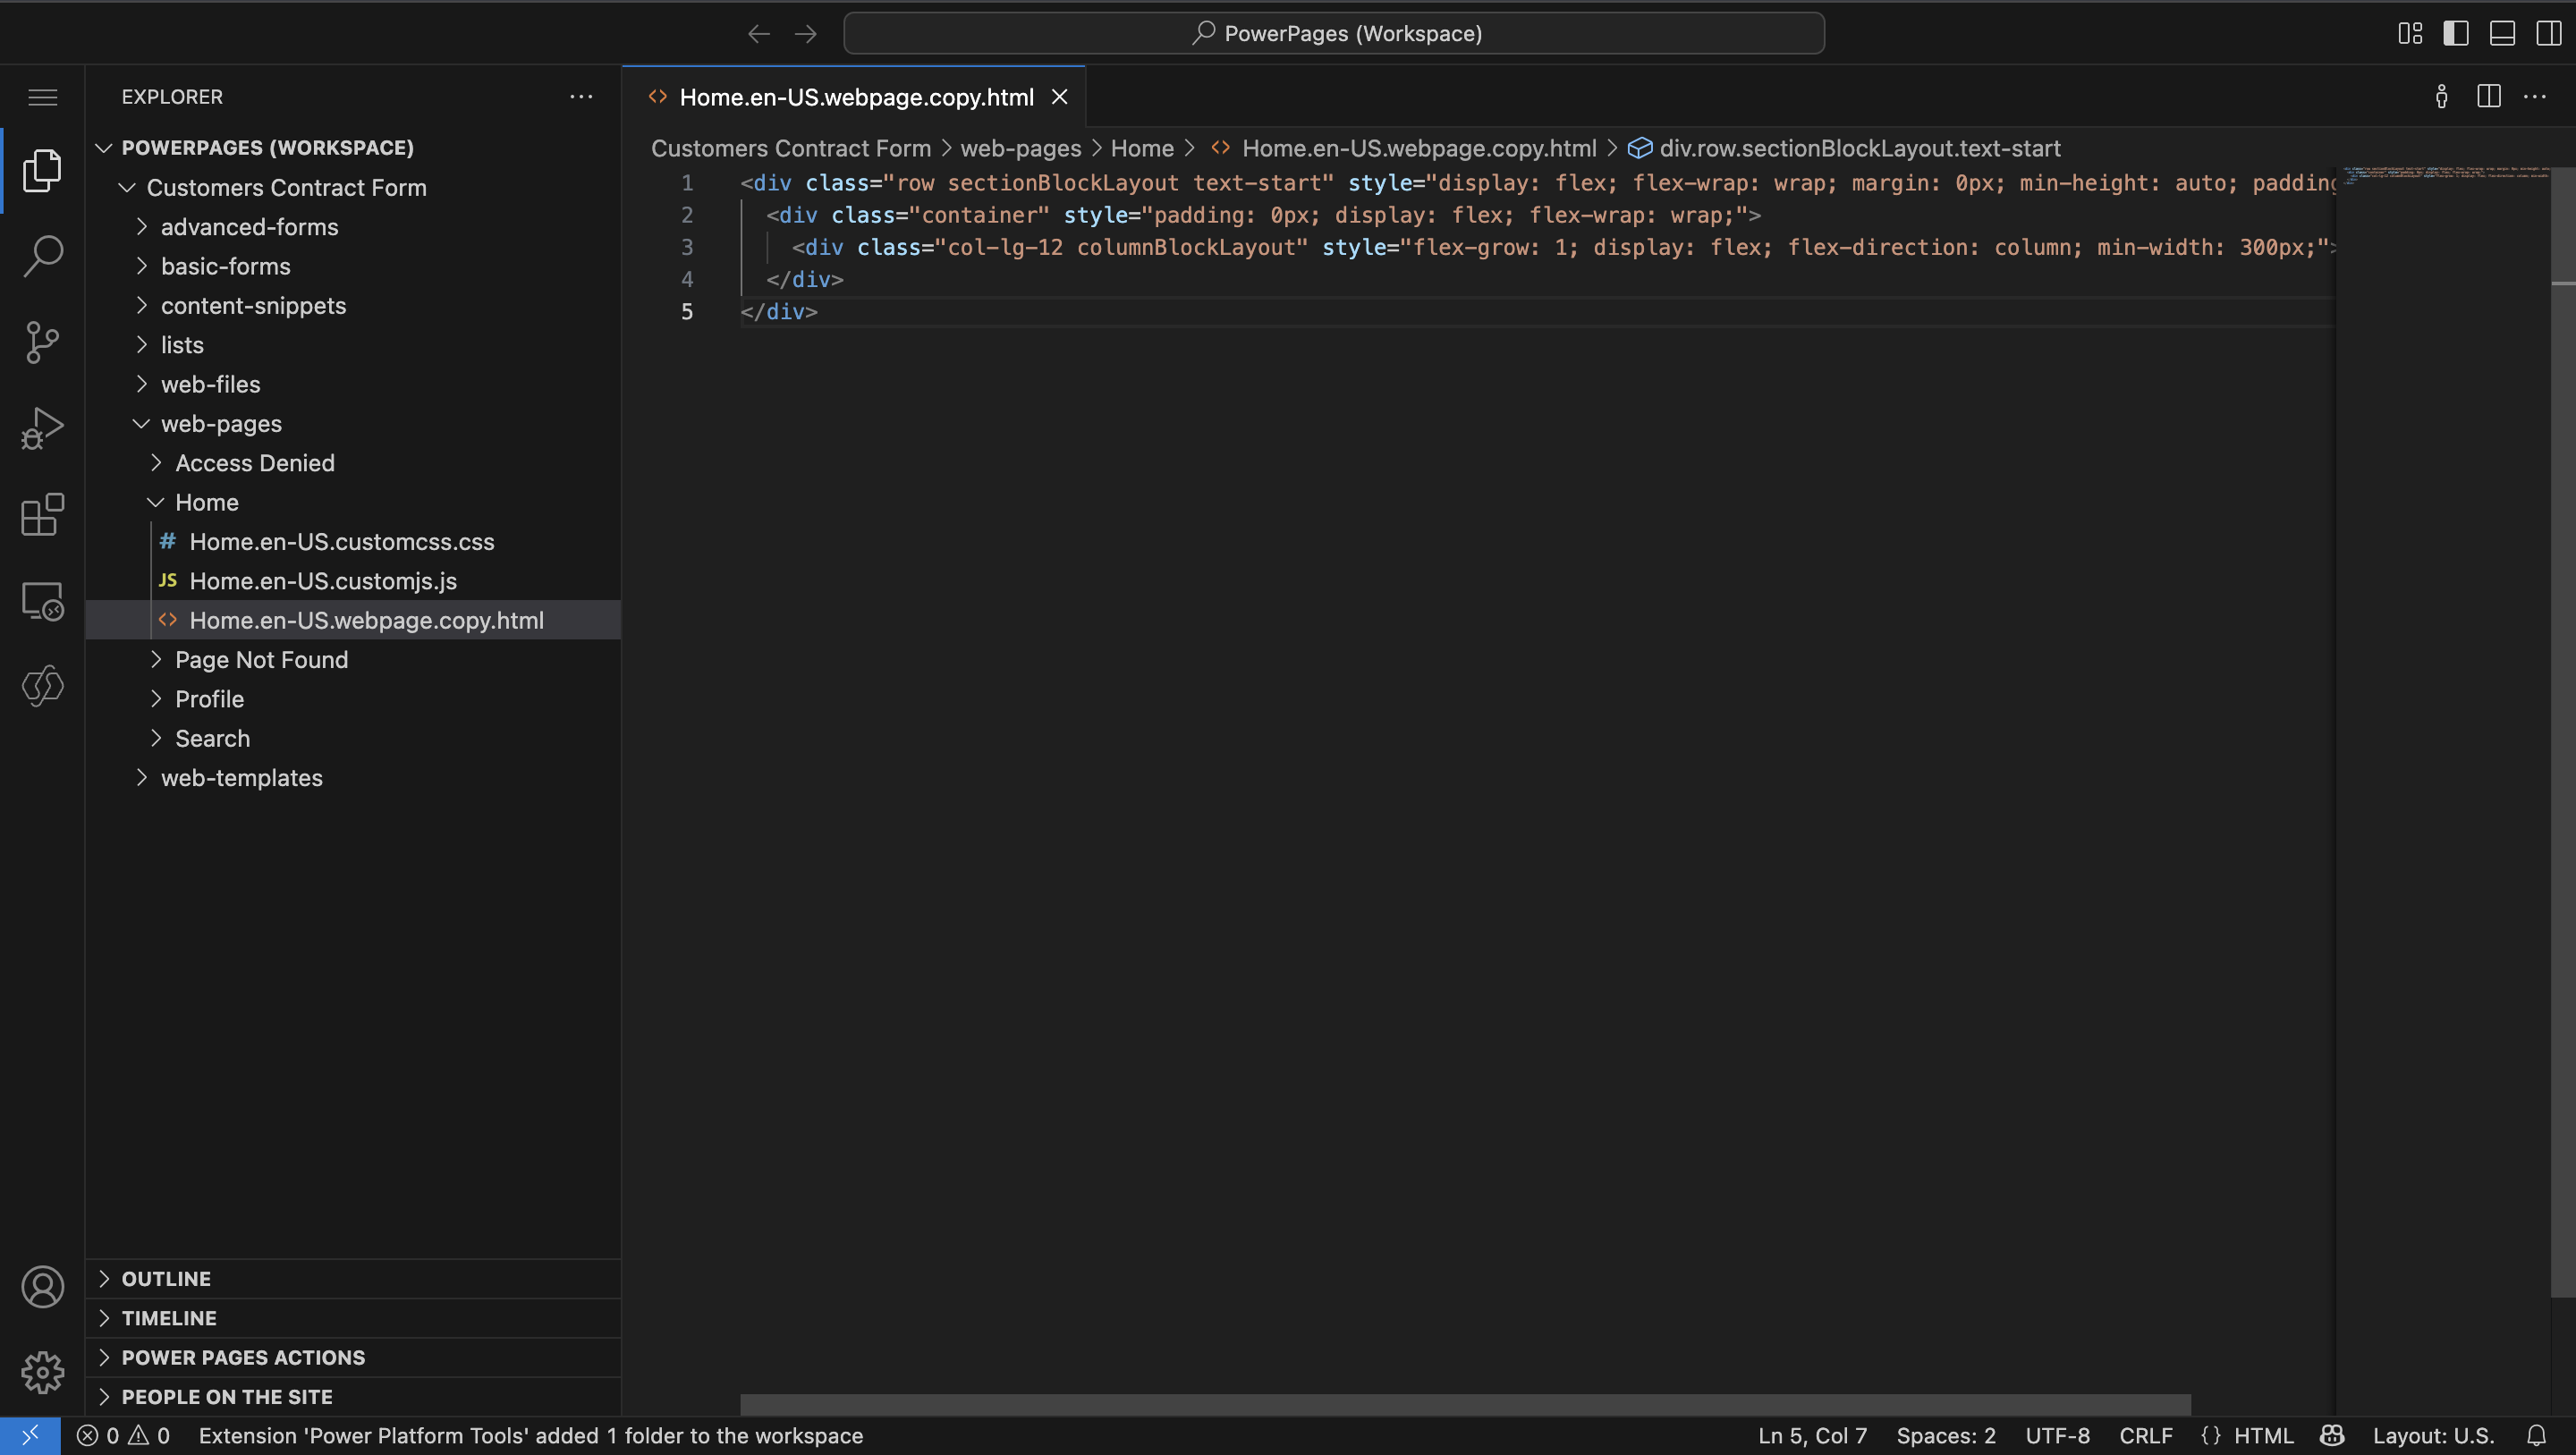 PowerPages (Workspace)
EXPLORER
POWERPAGES (WORKSPACE)
Customers Contract Form
advanced-forms
basic-forms
content-snippets
lists
web-files
web-pages
Access Denied
Home
# Home.en-US.customcss.css
JS Home.en-US.customjs.js
<> Home.en-US.webpage.copy.html
Page Not Found
Profile
Search
web-templates
OUTLINE
TIMELINE
POWER PAGES ACTIONS
PEOPLE ON THE SITE
<> Home.en-US.webpage.copy.html
Customers Contract Form > web-pages > Home > <> Home.en-US.webpage.copy.html > div.row.sectionBlockLayout.text-start
1 <div class="row sectionBlockLayout text-start" style="display: flex; flex-wrap: wrap; margin: 0px; min-height: auto; padding
2 <div class="container" style="padding: 0px; display: flex; flex-wrap: wrap;">
3 <div class="col-lg-12 columnBlockLayout" style="flex-grow: 1; display: flex; flex-direction: column; min-width: 300px;">
4 </div>
5 </div>
0 0 Extension 'Power Platform Tools' added 1 folder to the workspace
Ln 5, Col 7 Spaces: 2 UTF-8 CRLF {} HTML Layout: U.S.